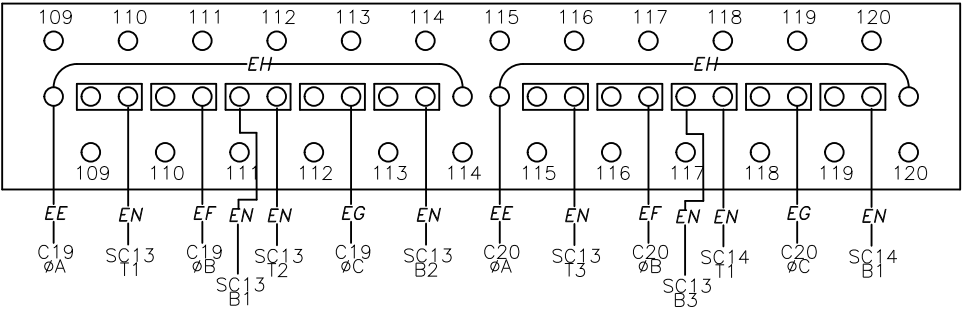 109 110 111 112 113 114 115 116 117 118 119 120
EH EH
109 110 111 112 113 114 115 116 117 118 119 120
EE EN EF EN EN EG EN EE EN EF EN EN EG EN
C19 SC13 C19 SC13 C19 SC13 C20 SC13 C20 SC14 C20 SC14
ØA T1 ØB T2 ØC B2 ØA T3 ØB T1 ØC B1
SC13 SC13
B1 B3